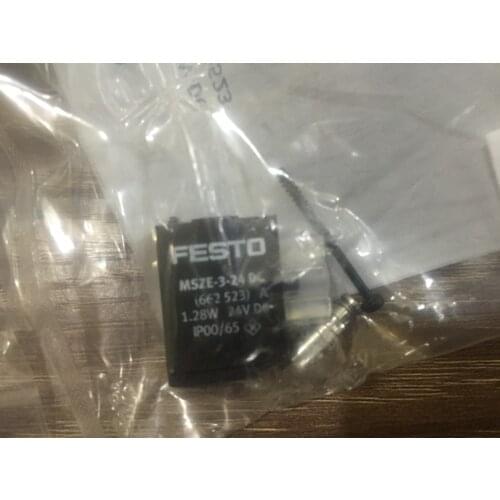 FESTO
MSZE-3-24 DC
(662 523) A
1.28W 24V DC
IP00/65